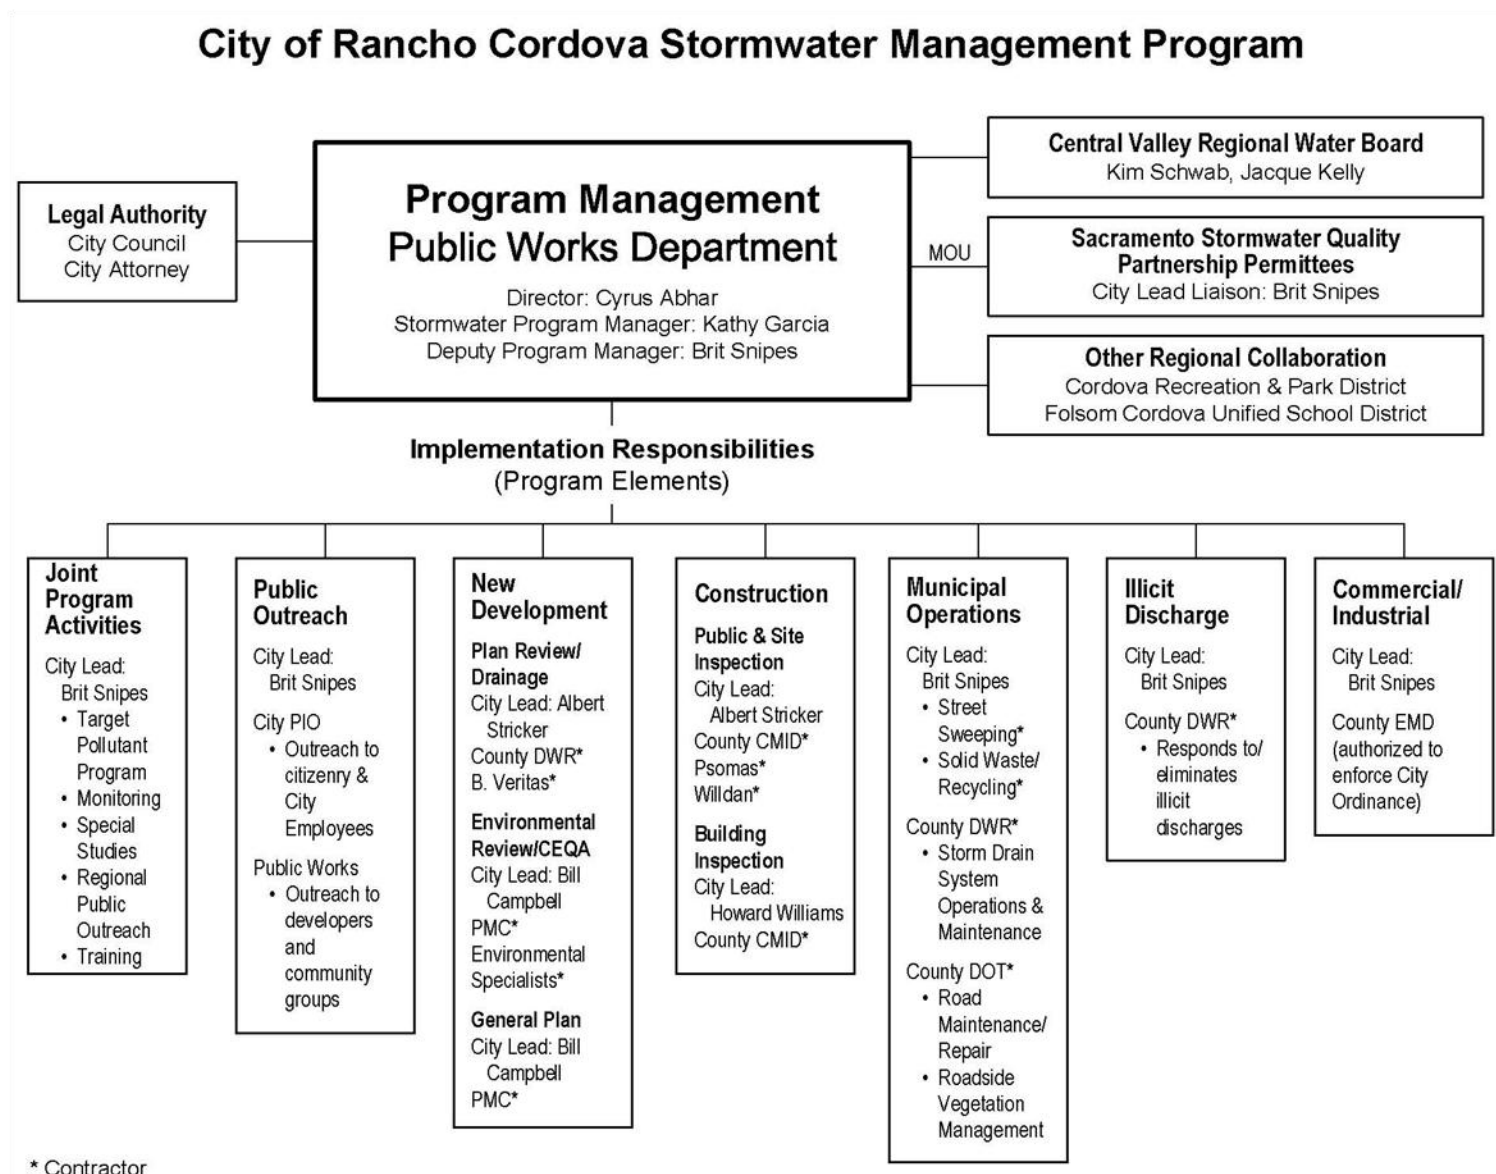 City of Rancho Cordova Stormwater Management Program
Legal Authority
City Council
City Attorney
Program Management
Public Works Department
Director: Cyrus Abhar
Stormwater Program Manager: Kathy Garcia
Deputy Program Manager: Brit Snipes
Central Valley Regional Water Board
Kim Schwab, Jacque Kelly
MOU
Sacramento Stormwater Quality
Partnership Permittees
City Lead Liaison: Brit Snipes
Other Regional Collaboration
Cordova Recreation & Park District
Folsom Cordova Unified School District
Implementation Responsibilities
(Program Elements)
Joint
Program
Activities
City Lead:
Brit Snipes
• Target
Pollutant
Program
• Monitoring
• Special
Studies
• Regional
Public
Outreach
• Training
Public
Outreach
City Lead:
Brit Snipes
City PIO
• Outreach to
citizenry &
City
Employees
Public Works
• Outreach to
developers
and
community
groups
New
Development
Plan Review/
Drainage
City Lead: Albert
Stricker
County DWR*
B. Veritas*
Environmental
Review/CEQA
City Lead: Bill
Campbell
PMC*
Environmental
Specialists*
General Plan
City Lead: Bill
Campbell
PMC*
Construction
Public & Site
Inspection
City Lead:
Albert Stricker
County CMID*
Psomas*
Willdan*
Building
Inspection
City Lead:
Howard Williams
County CMID*
Municipal
Operations
City Lead:
Brit Snipes
• Street
Sweeping*
• Solid Waste/
Recycling*
County DWR*
• Storm Drain
System
Operations &
Maintenance
County DOT*
• Road
Maintenance/
Repair
• Roadside
Vegetation
Management
Illicit
Discharge
City Lead:
Brit Snipes
County DWR*
• Responds to/
eliminates
illicit
discharges
Commercial/
Industrial
City Lead:
Brit Snipes
County EMD
(authorized to
enforce City
Ordinance)
* Contractor